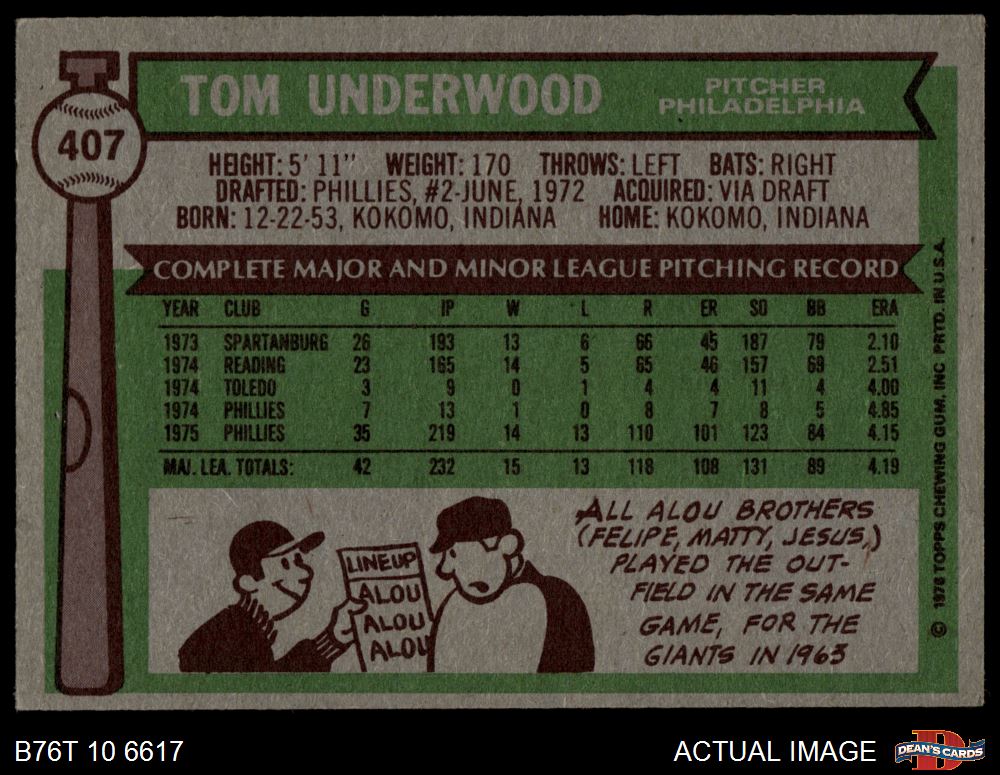 TOM UNDERWOOD
PITCHER
PHILADELPHIA
407
HEIGHT: 5' 11" WEIGHT: 170 THROWS: LEFT BATS: RIGHT
DRAFTED: PHILLIES, #2-JUNE, 1972 ACQUIRED: VIA DRAFT
BORN: 12-22-53, KOKOMO, INDIANA HOME: KOKOMO, INDIANA
COMPLETE MAJOR AND MINOR LEAGUE PITCHING RECORD
YEAR CLUB G IP W L R ER SO BB ERA
1973 SPARTANBURG 26 193 13 6 66 45 187 79 2.10
1974 READING 23 165 14 5 65 46 157 69 2.51
1974 TOLEDO 3 9 0 1 4 4 11 4 4.00
1974 PHILLIES 7 13 1 0 8 7 8 5 4.85
1975 PHILLIES 35 219 14 13 110 101 123 84 4.15
MAJ. LEA. TOTALS: 42 232 15 13 118 108 131 89 4.19
LINEUP
ALOU
ALOU
ALOU
ALL ALOU BROTHERS
(FELIPE, MATTY, JESUS,)
PLAYED THE OUT-
FIELD IN THE SAME
GAME, FOR THE
GIANTS IN 1963
© 1976 TOPPS CHEWING GUM, INC PRTD. IN U.S.A.
B76T 10 6617
ACTUAL IMAGE
DEAN'S CARDS